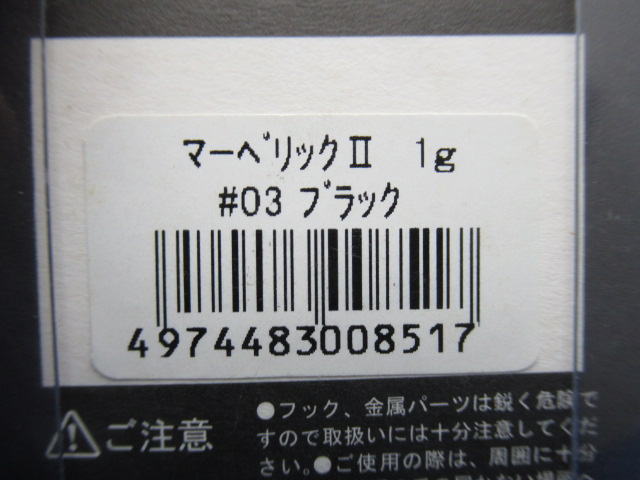 マーベリックⅡ 1g
#03 ブラック
4974483008517
ご注意
●フック、金属パーツは鋭く危険で
すので取扱いには十分注意してくだ
さい。●ご使用の際は、周囲に十分